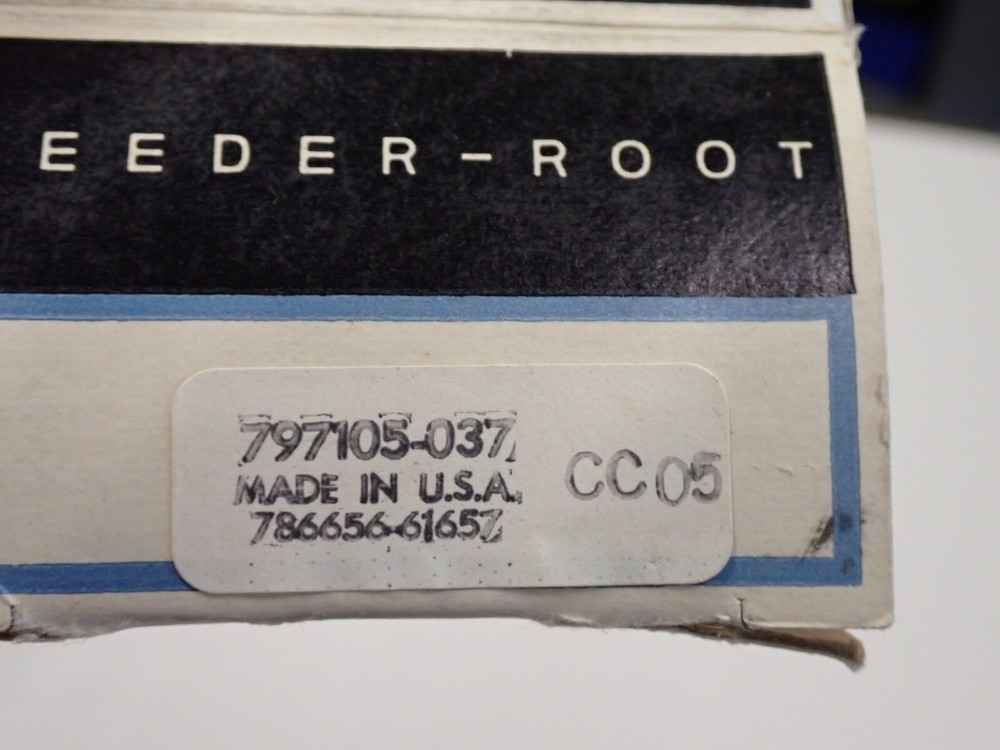 EEDER-ROOT
797105-037
MADE IN U.S.A.
786656-61657
CC05